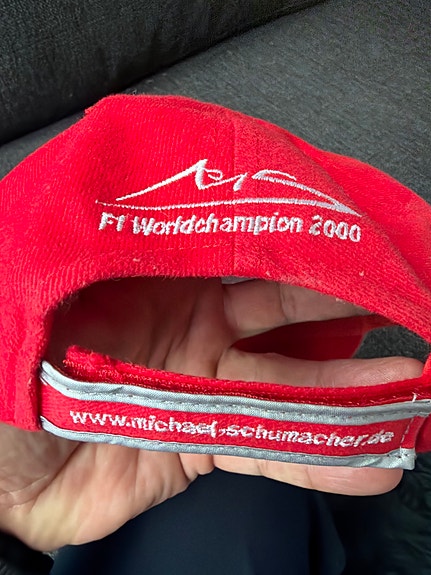 F1 Worldchampion 2000
www.michael-schumacher.de